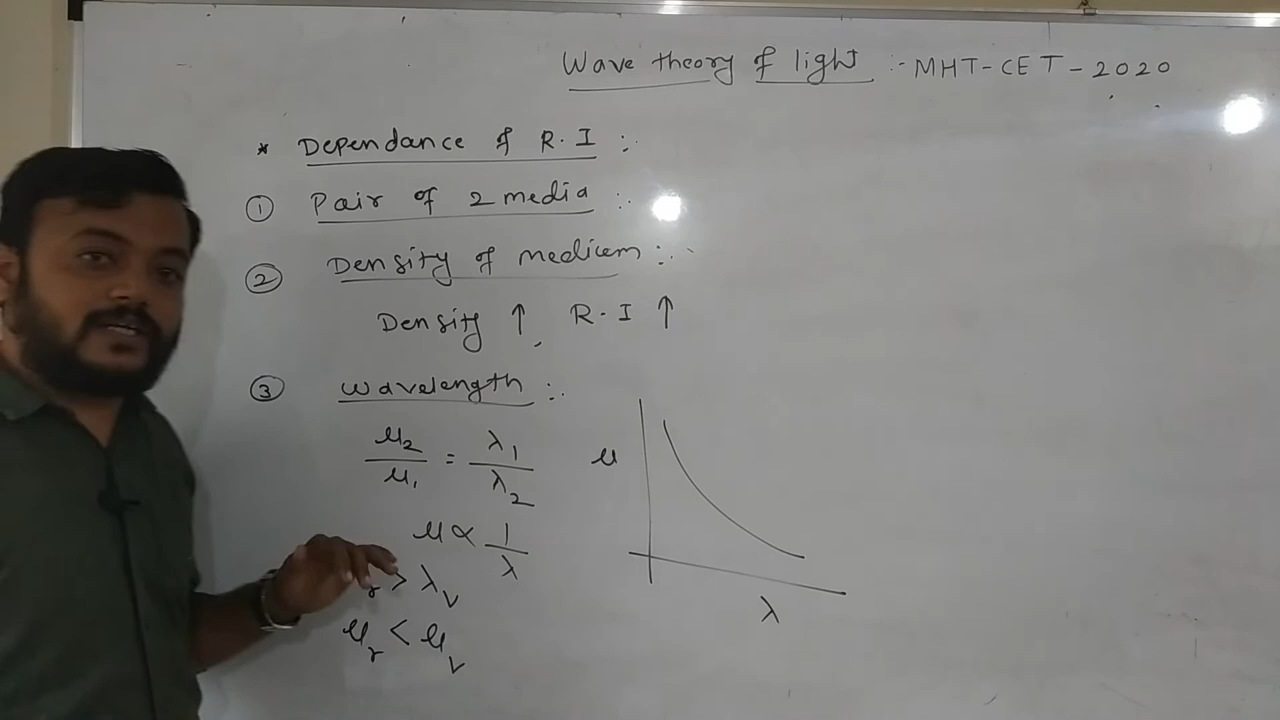 Wave theory of light :- MHT-CET-2020
* Dependance of R.I :-
① Pair of 2 media :-
② Density of medium :-
Density ↑, R.I ↑
③ Wavelength :-
μ₂/μ₁ = λ₁/λ₂
μ
μ ∝ 1/λ
r > λv
λ
μr < μv